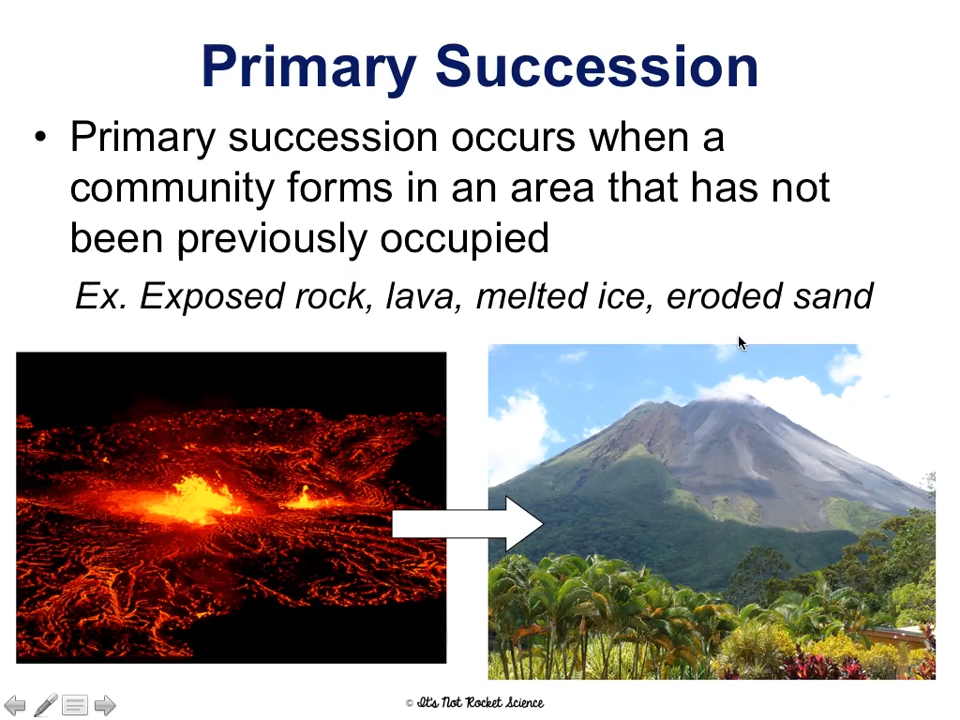 Primary Succession
• Primary succession occurs when a
community forms in an area that has not
been previously occupied
Ex. Exposed rock, lava, melted ice, eroded sand
© It's Not Rocket Science